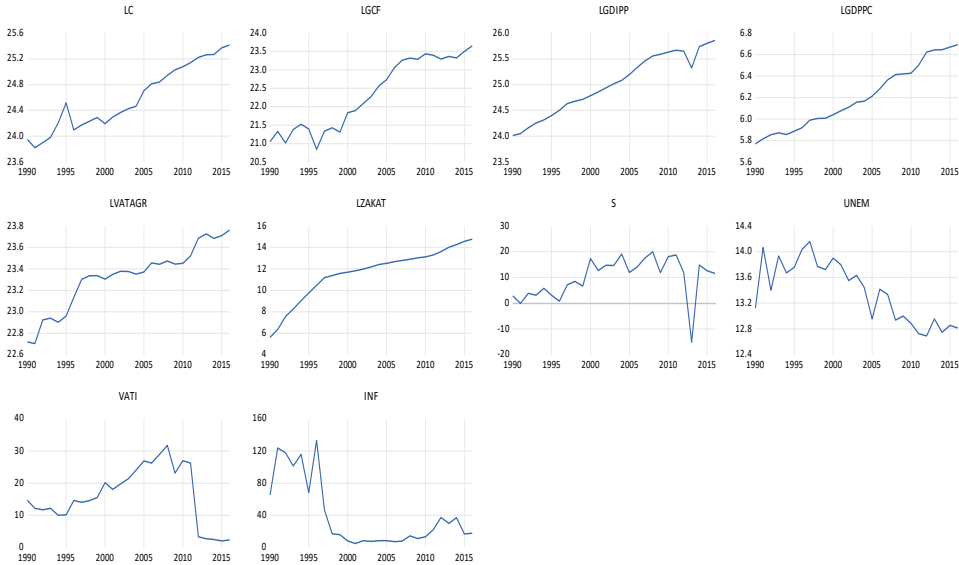 LC LGCF LGDIPP LGDPPC
25.6 24.0 26.0 6.8
25.2 23.5 25.5 6.6
24.8 23.0 25.0 6.4
24.4 22.5 24.5 6.2
24.0 22.0 24.0 6.0
23.6 21.5 23.5 5.8
21.0 5.6
20.5
1990 1995 2000 2005 2010 2015 1990 1995 2000 2005 2010 2015 1990 1995 2000 2005 2010 2015 1990 1995 2000 2005 2010 2015
LVATAGR LZAKAT S UNEM
23.8 16 30 14.4
23.6 14 20 14.0
23.4 12 10 13.6
23.2 10 0 13.2
23.0 8 -10 12.8
22.8 6 -20 12.4
22.6 4
1990 1995 2000 2005 2010 2015 1990 1995 2000 2005 2010 2015 1990 1995 2000 2005 2010 2015 1990 1995 2000 2005 2010 2015
VATI INF
40 160
30 120
20 80
10 40
0 0
1990 1995 2000 2005 2010 2015 1990 1995 2000 2005 2010 2015